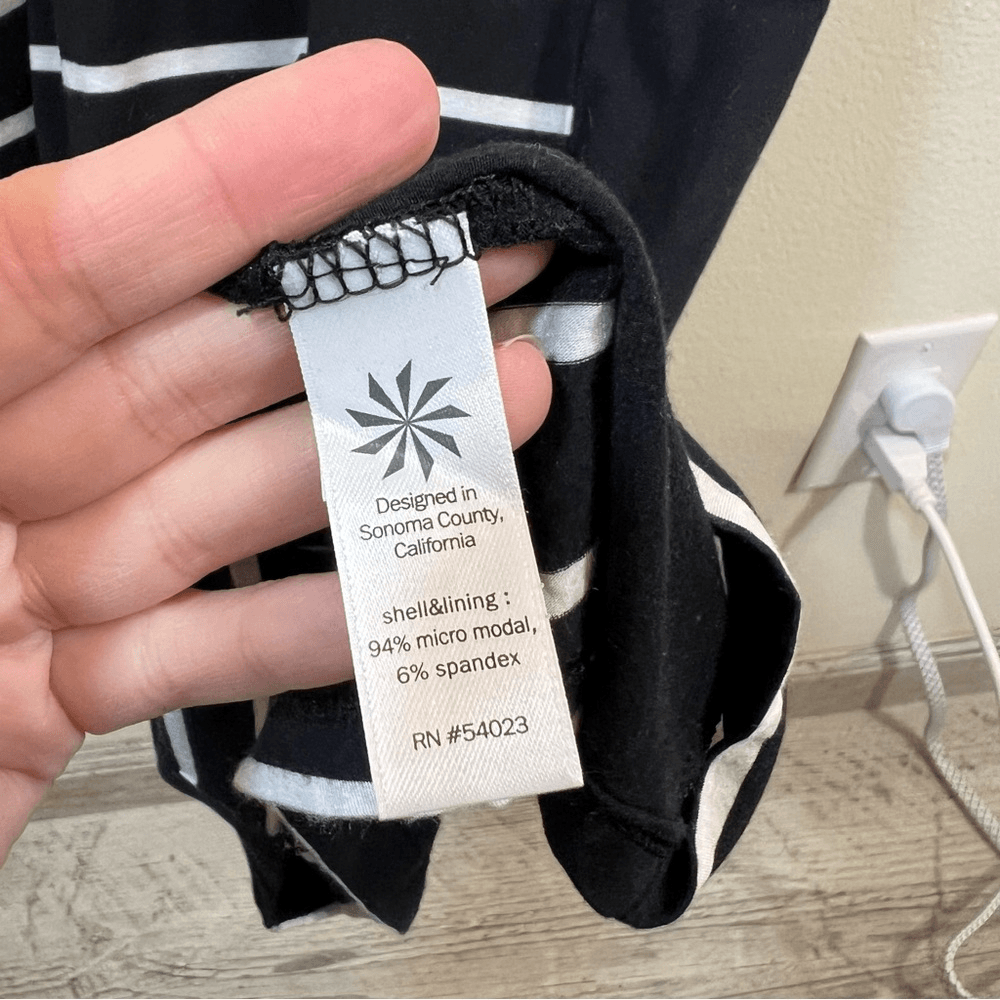 Designed in
Sonoma County,
California
shell&lining :
94% micro modal,
6% spandex
RN #54023